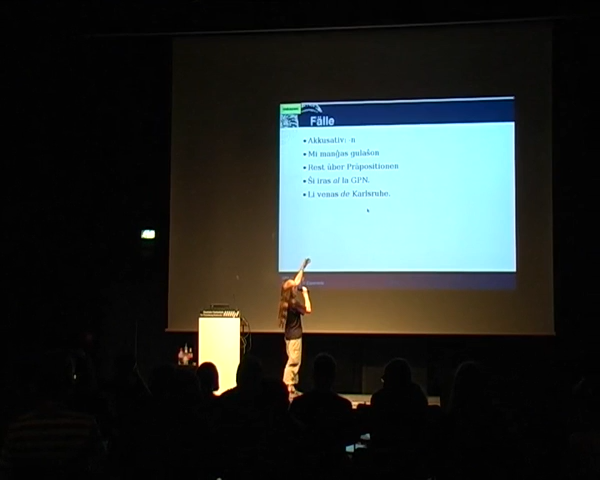 Fälle
• Akkusativ: -n
• Mi manĝas gulaŝon
• Rest über Präpositionen
• Ŝi iras al la GPN.
• Li venas de Karlsruhe.